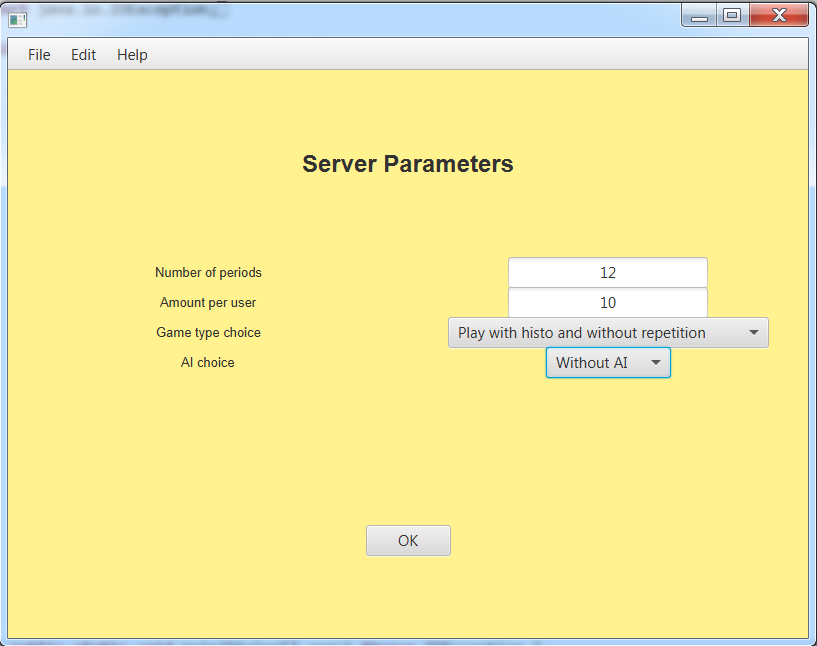 File Edit Help
Server Parameters
Number of periods 12
Amount per user 10
Game type choice Play with histo and without repetition
AI choice Without AI
OK